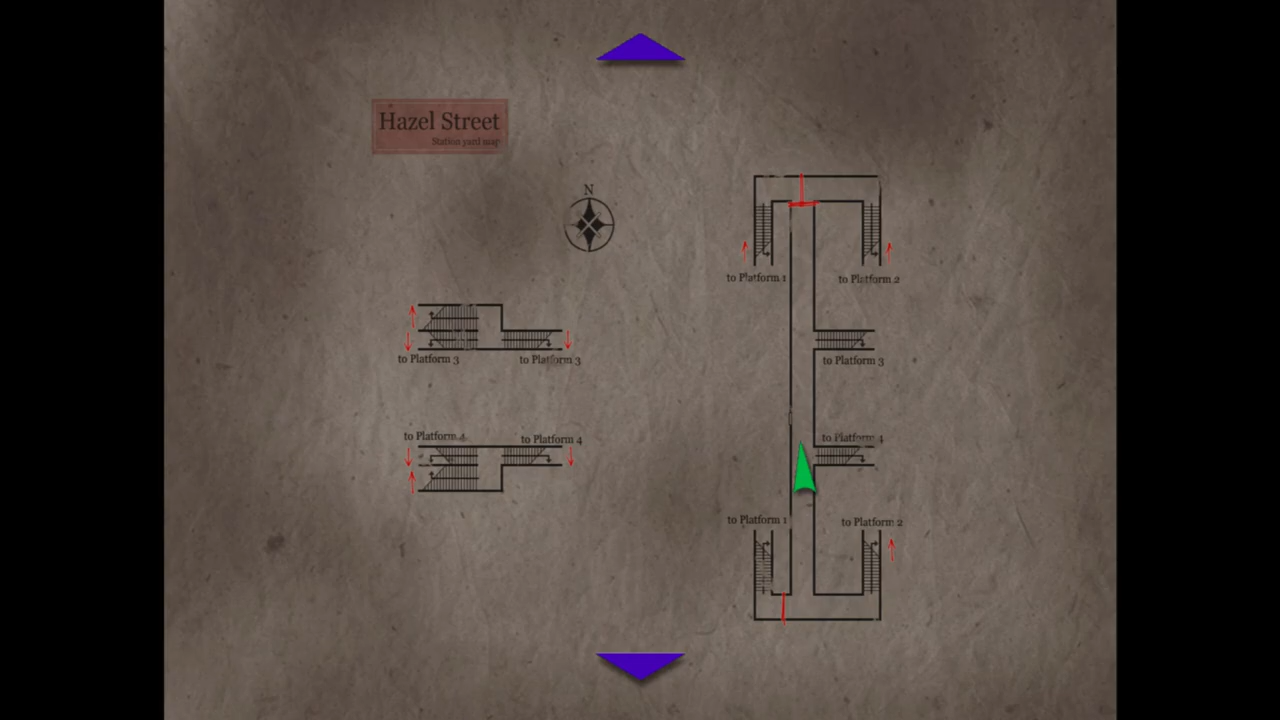 Hazel Street
Station yard map
N
to Platform 1
to Platform 2
to Platform 3
to Platform 3
to Platform 3
to Platform 4
to Platform 4
to Platform 4
to Platform 1
to Platform 2